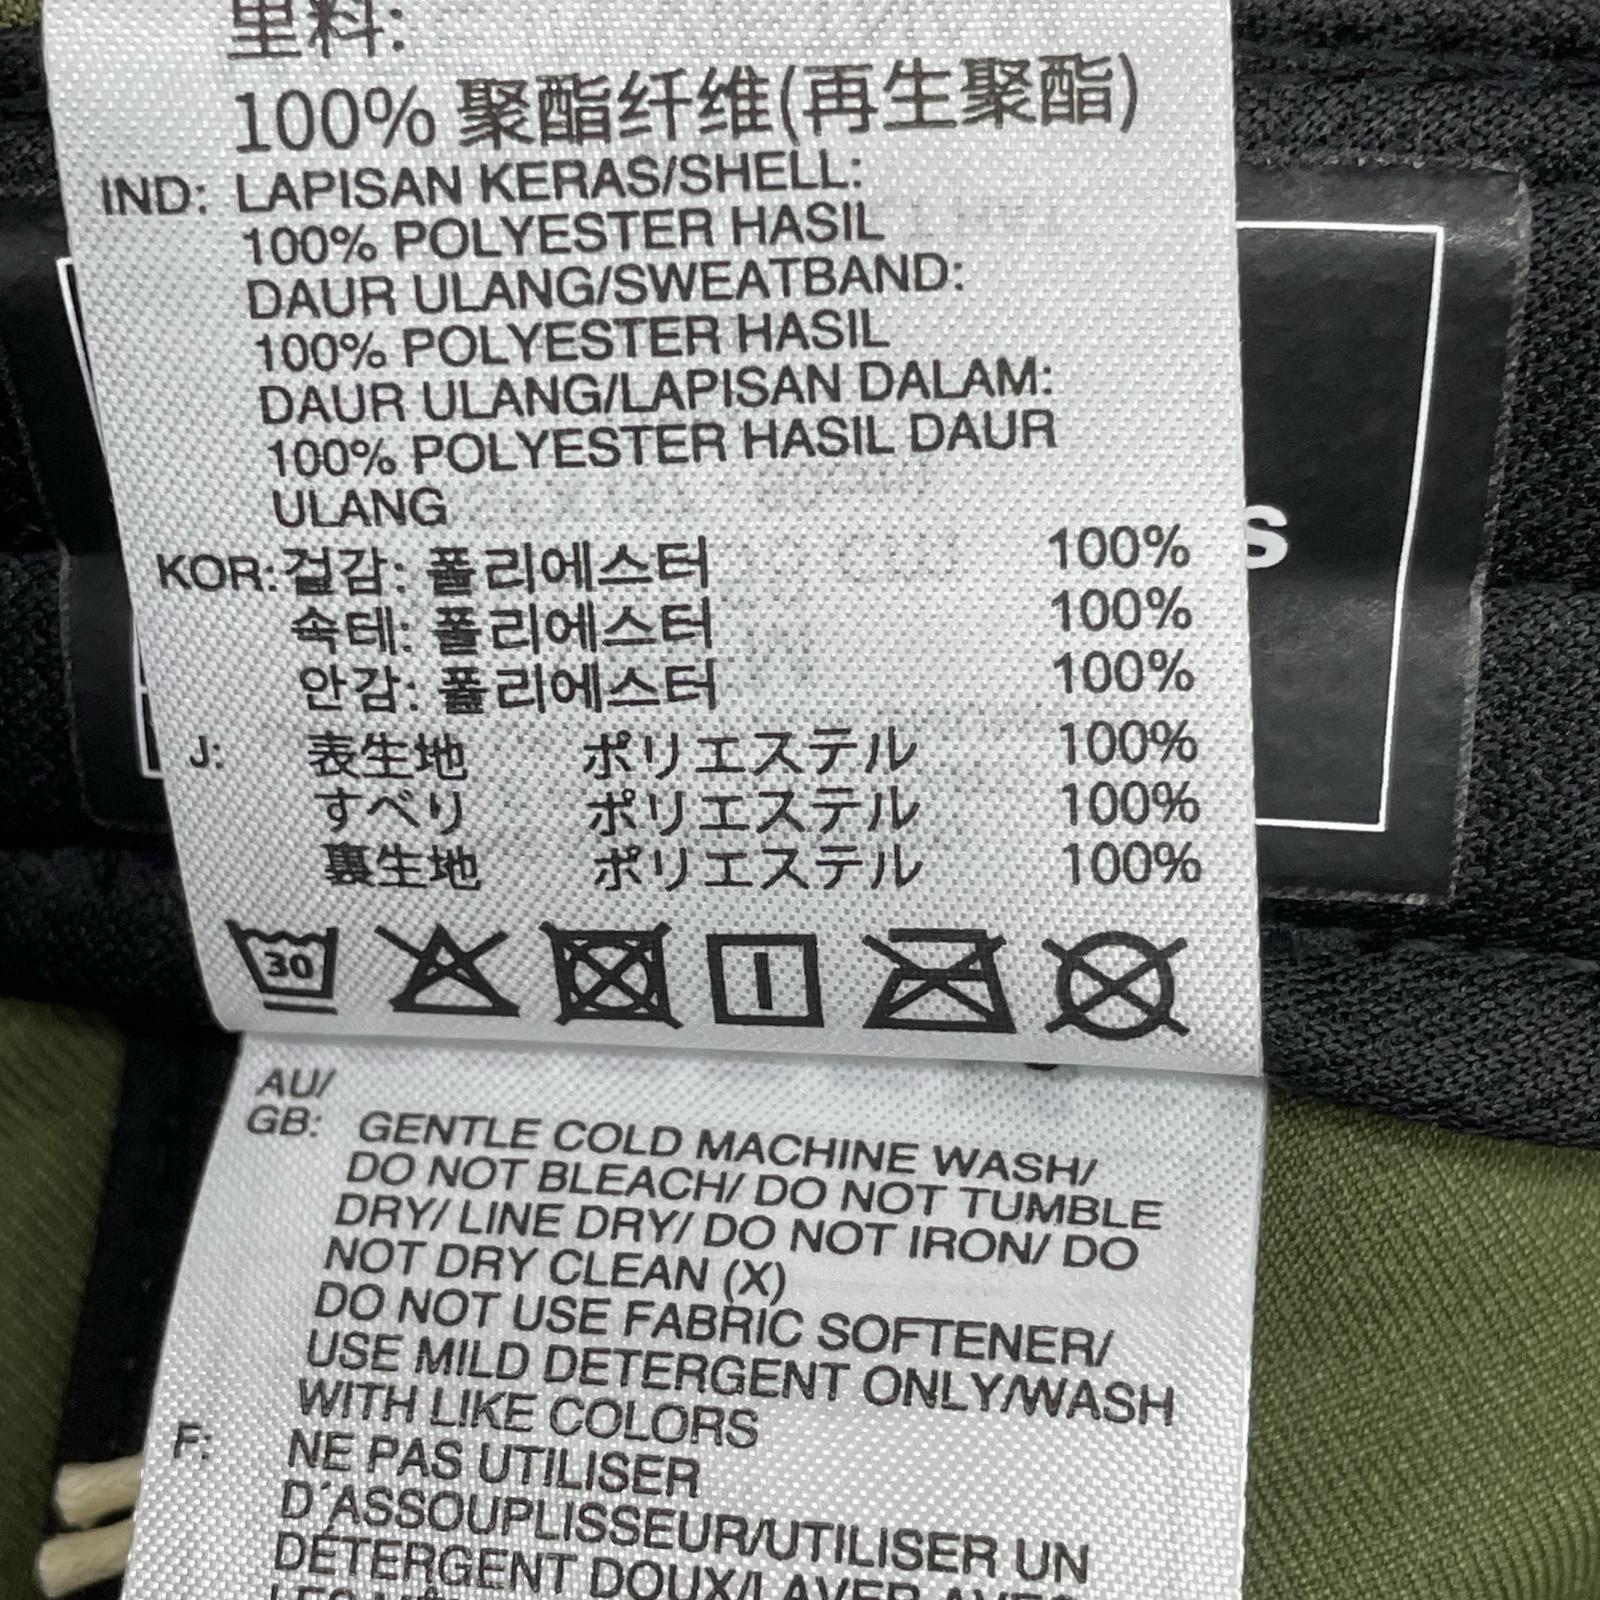 里料:
100% 聚酯纤维(再生聚酯)
IND: LAPISAN KERAS/SHELL:
100% POLYESTER HASIL
DAUR ULANG/SWEATBAND:
100% POLYESTER HASIL
DAUR ULANG/LAPISAN DALAM:
100% POLYESTER HASIL DAUR
ULANG
KOR: 겉감: 폴리에스터 100%
속테: 폴리에스터 100%
안감: 폴리에스터 100%
J: 表生地 ポリエステル 100%
すべり ポリエステル 100%
裏生地 ポリエステル 100%
30
s
AU/
GB: GENTLE COLD MACHINE WASH/
DO NOT BLEACH/ DO NOT TUMBLE
DRY/ LINE DRY/ DO NOT IRON/ DO
NOT DRY CLEAN (X)
DO NOT USE FABRIC SOFTENER/
USE MILD DETERGENT ONLY/WASH
WITH LIKE COLORS
F: NE PAS UTILISER
D´ASSOUPLISSEUR/UTILISER UN
DÉTERGENT DOUX/LAVER AVEC